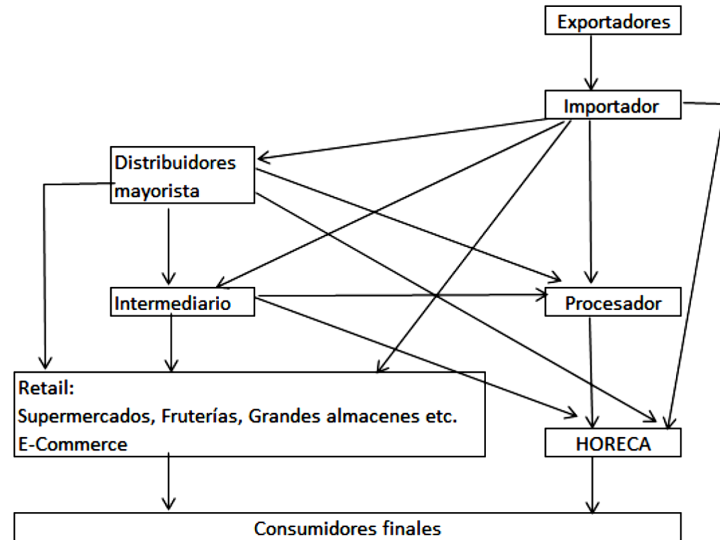 Exportadores
Importador
Distribuidores
mayorista
Intermediario
Procesador
Retail:
Supermercados, Fruterías, Grandes almacenes etc.
E-Commerce
HORECA
Consumidores finales